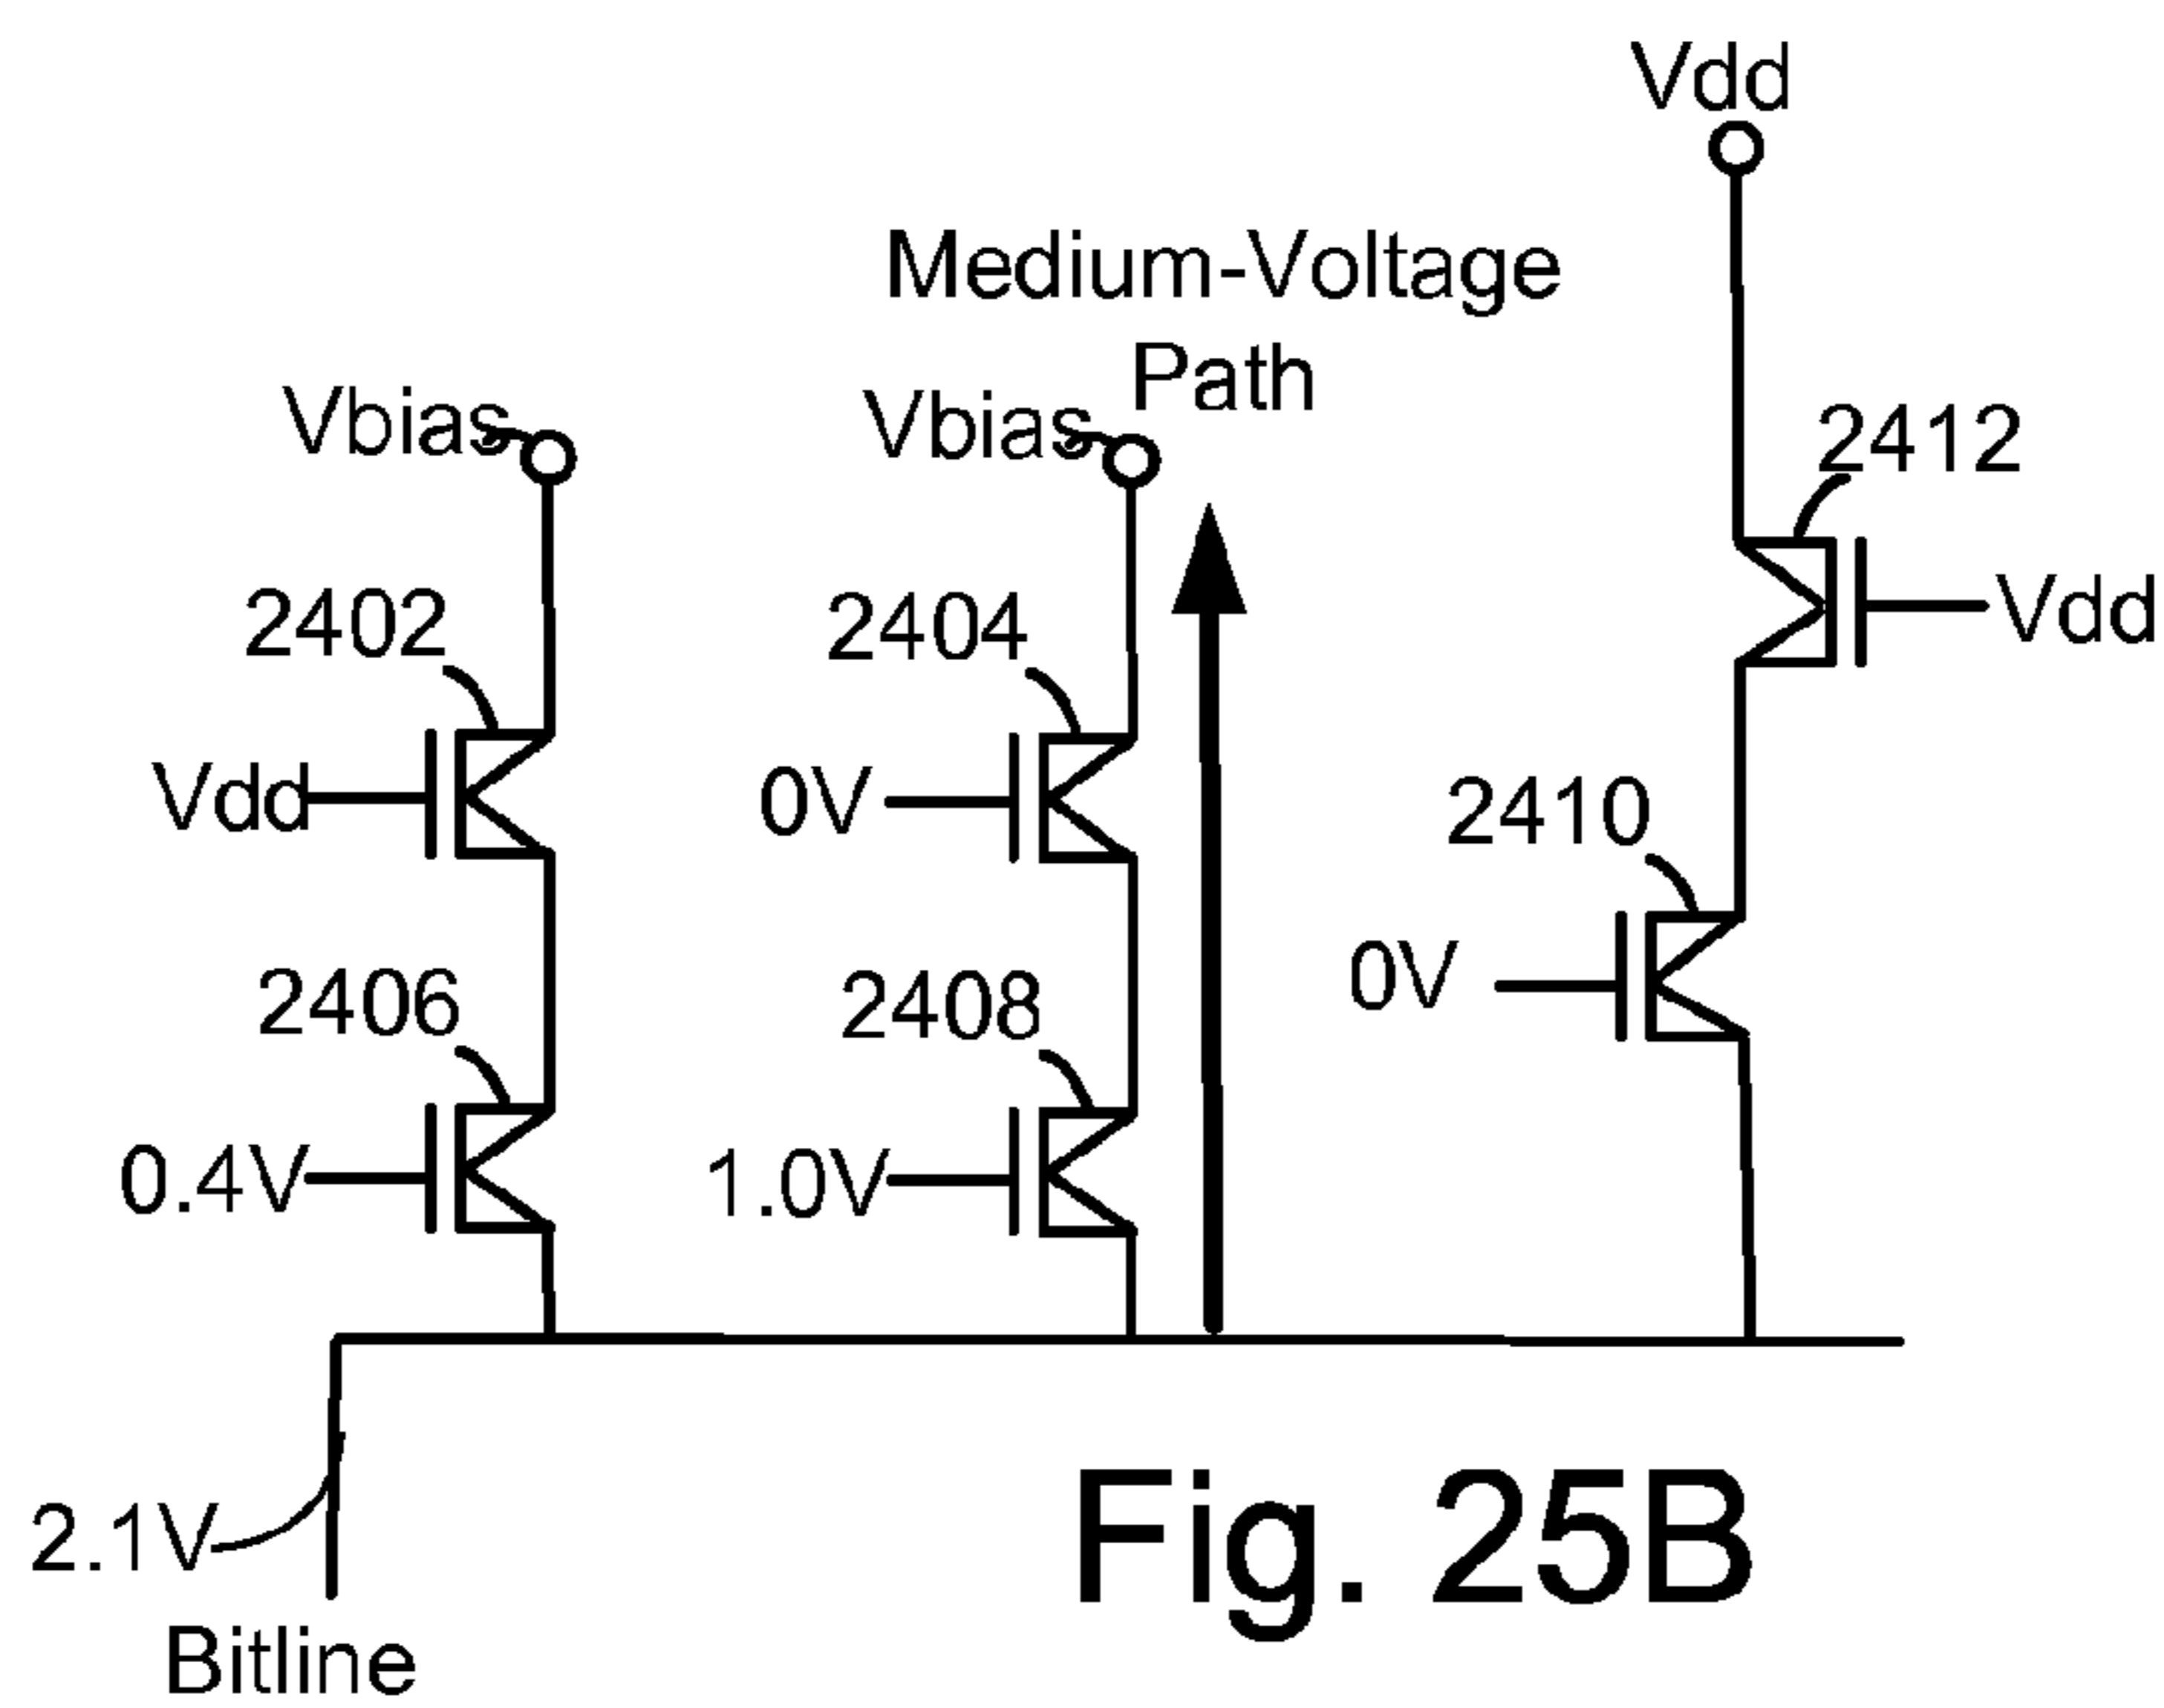 Vdd
Medium-Voltage
Path
Vbias
Vbias
2412
2402
2404
Vdd
Vdd
0V
2410
2406
2408
0V
0.4V
1.0V
2.1V
Fig. 25B
Bitline